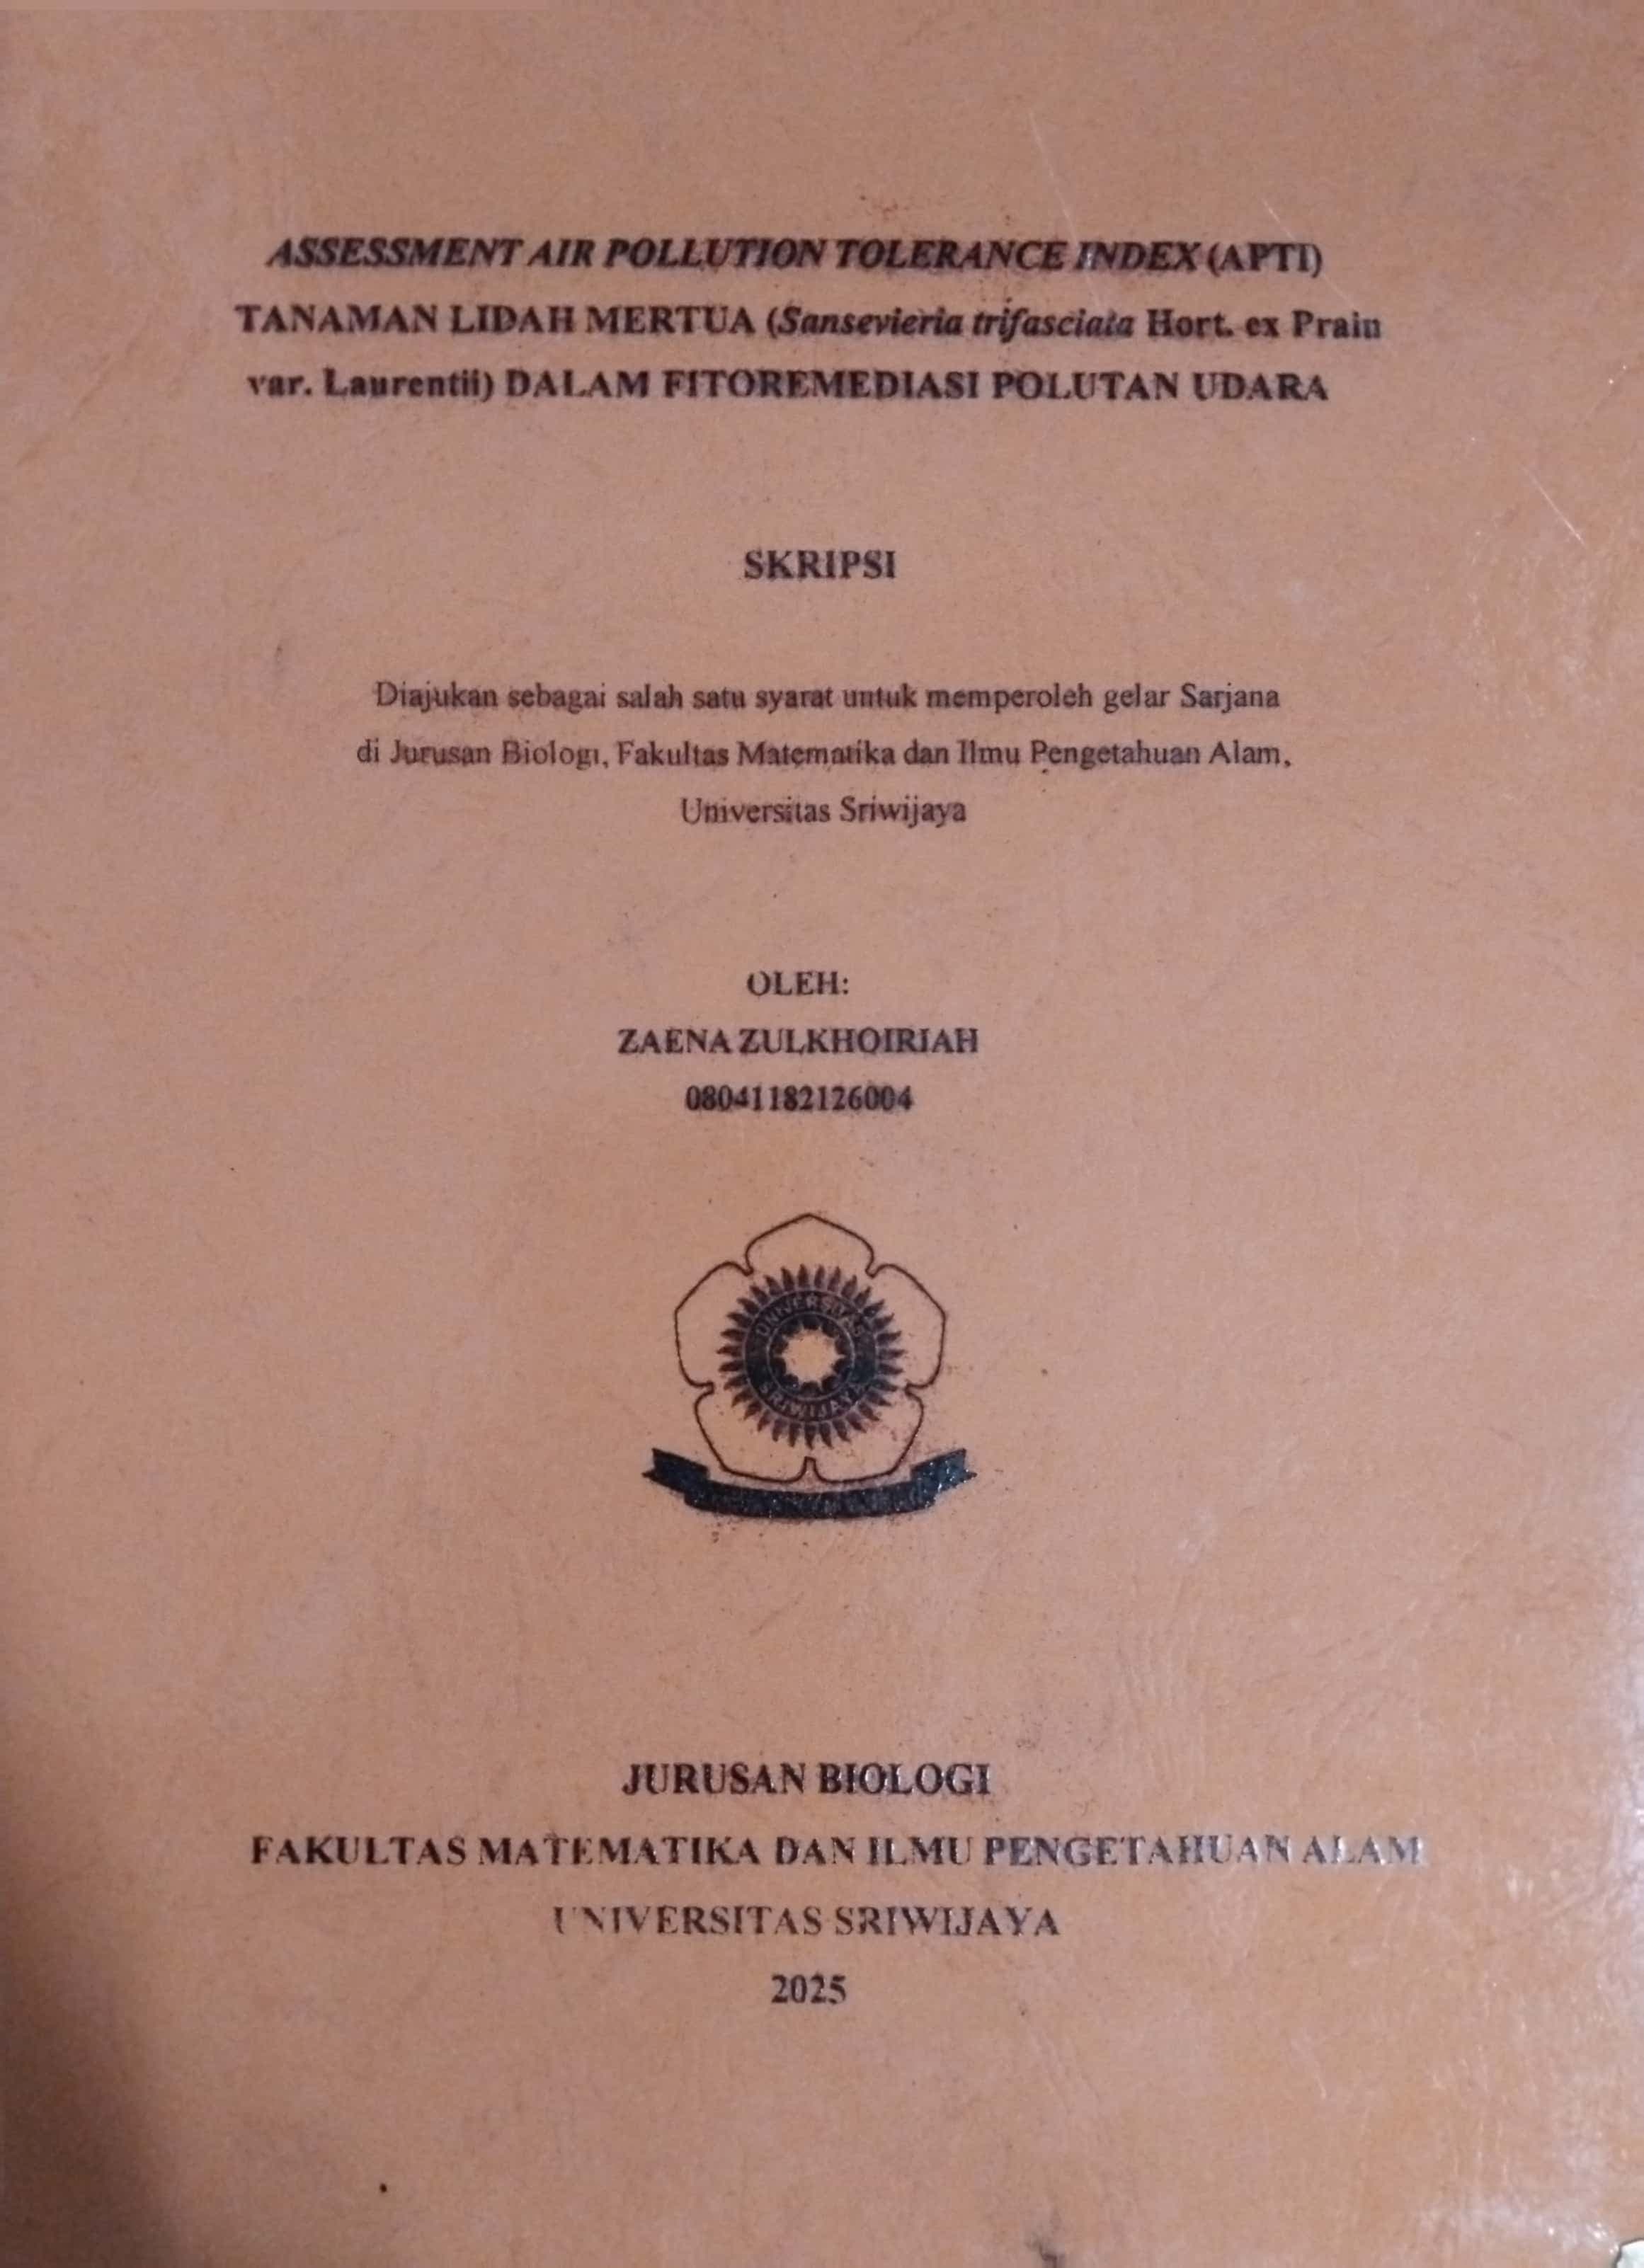 ASSESSMENT AIR POLLUTION TOLERANCE INDEX (APTI)
TANAMAN LIDAH MERTUA (Sansevieria trifasciata Hort. ex Prain
var. Laurentii) DALAM FITOREMEDIASI POLUTAN UDARA
SKRIPSI
Diajukan sebagai salah satu syarat untuk memperoleh gelar Sarjana
di Jurusan Biologi, Fakultas Matematika dan Ilmu Pengetahuan Alam,
Universitas Sriwijaya
OLEH:
ZAENA ZULKHOIRIAH
08041182126004
UNIVERSITAS
SRIWIJAYA
JURUSAN BIOLOGI
FAKULTAS MATEMATIKA DAN ILMU PENGETAHUAN ALAM
UNIVERSITAS SRIWIJAYA
2025